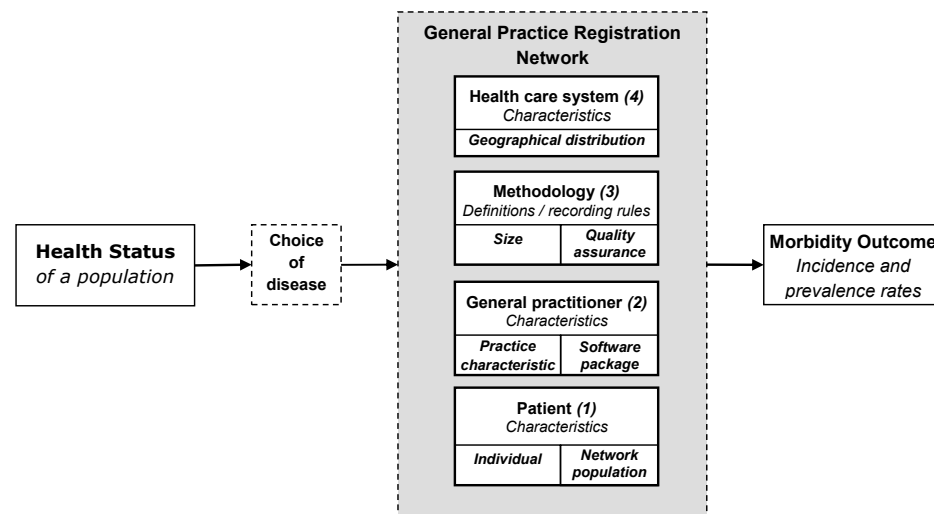 General Practice Registration
Network
Health care system (4)
Characteristics
Geographical distribution
Methodology (3)
Definitions / recording rules
Size
Quality
assurance
General practitioner (2)
Characteristics
Practice
characteristic
Software
package
Patient (1)
Characteristics
Individual
Network
population
Health Status
of a population
Choice
of
disease
Morbidity Outcome
Incidence and
prevalence rates